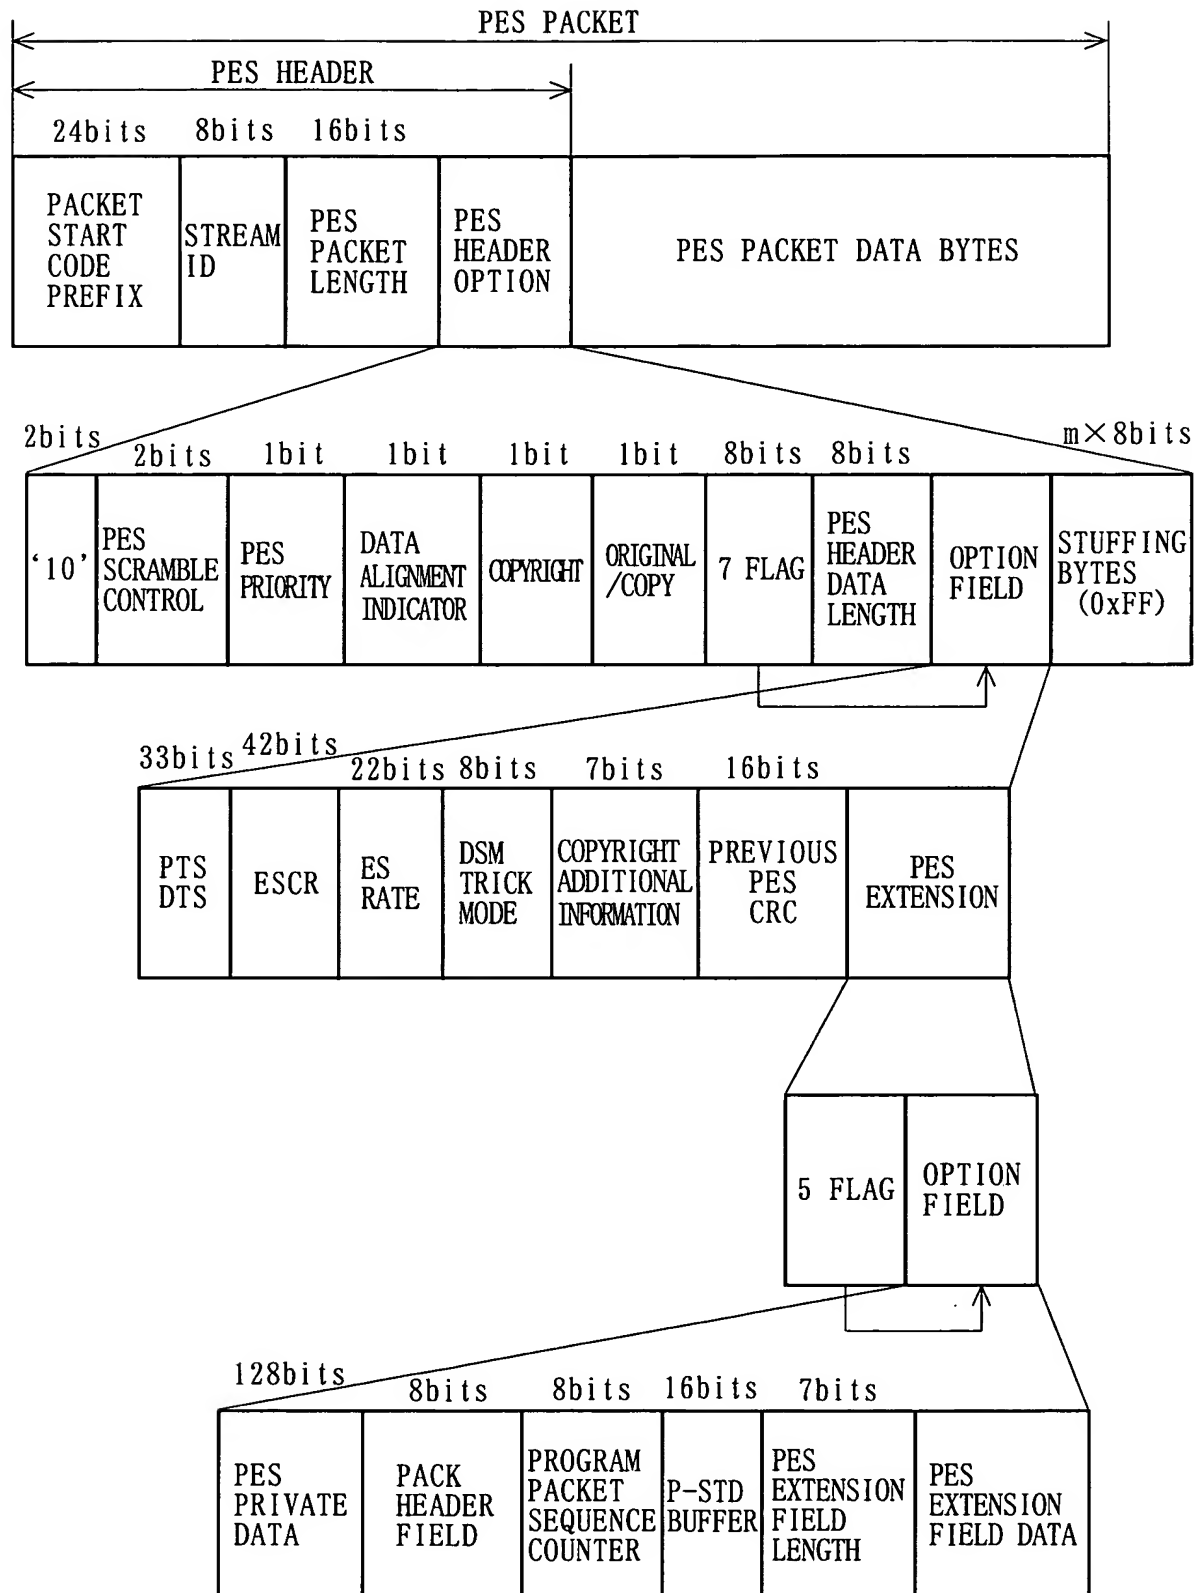 PES PACKET
PES HEADER
24bits 8bits 16bits
PACKET
START
CODE
PREFIX
STREAM
ID
PES
PACKET
LENGTH
PES
HEADER
OPTION
PES PACKET DATA BYTES
2bits 2bits 1bit 1bit 1bit 1bit 8bits 8bits m×8bits
‘10’
PES
SCRAMBLE
CONTROL
PES
PRIORITY
DATA
ALIGNMENT
INDICATOR
COPYRIGHT
ORIGINAL
/COPY
7 FLAG
PES
HEADER
DATA
LENGTH
OPTION
FIELD
STUFFING
BYTES
(0xFF)
33bits 42bits 22bits 8bits 7bits 16bits
PTS
DTS
ESCR
ES
RATE
DSM
TRICK
MODE
COPYRIGHT
ADDITIONAL
INFORMATION
PREVIOUS
PES
CRC
PES
EXTENSION
5 FLAG
OPTION
FIELD
128bits 8bits 8bits 16bits 7bits
PES
PRIVATE
DATA
PACK
HEADER
FIELD
PROGRAM
PACKET
SEQUENCE
COUNTER
P-STD
BUFFER
PES
EXTENSION
FIELD
LENGTH
PES
EXTENSION
FIELD DATA